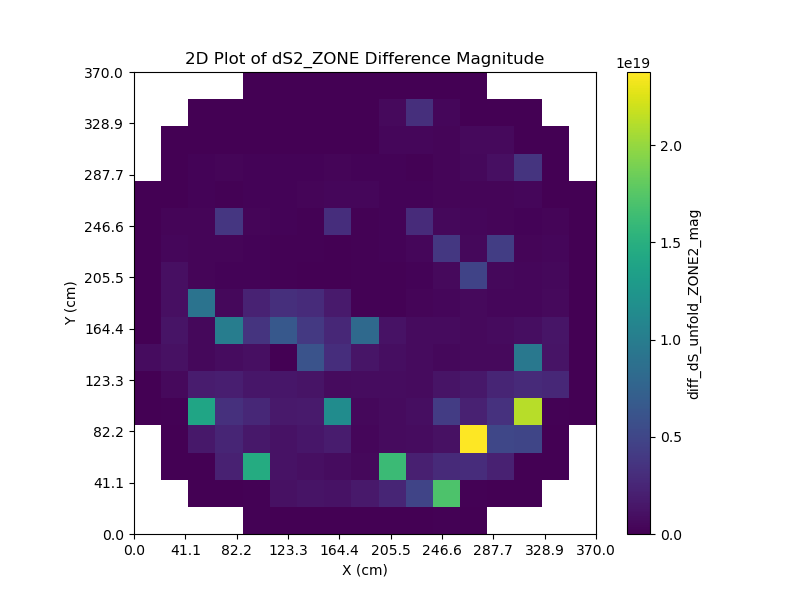 2D Plot of dS2_ZONE Difference Magnitude
1e19
370.0
328.9
287.7
246.6
205.5
164.4
123.3
82.2
41.1
0.0
Y (cm)
0.0 41.1 82.2 123.3 164.4 205.5 246.6 287.7 328.9 370.0
X (cm)
2.0
1.5
1.0
0.5
0.0
diff_dS_unfold_ZONE2_mag